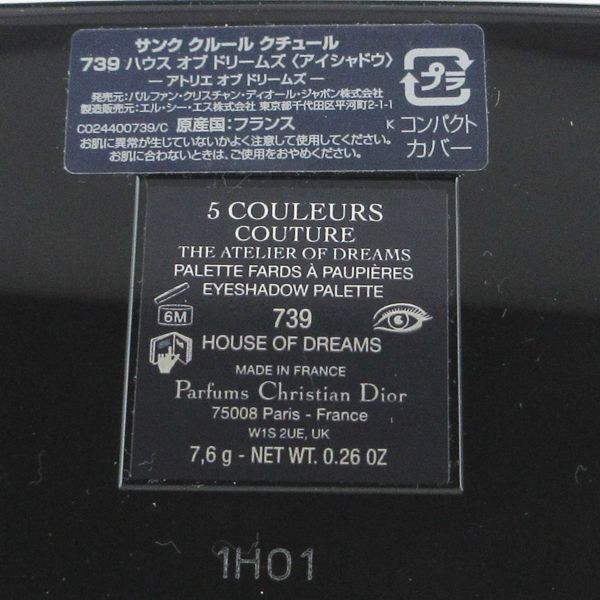 サンク クルール クチュール
739 ハウス オブ ドリームズ〈アイシャドウ〉
― アトリエ オブ ドリームズ ―
発売元:パルファン・クリスチャン・ディオール・ジャポン株式会社
製造販売元:エル・シー・エス株式会社 東京都千代田区平河町2-1-1
C024400739/C 原産国:フランス
お肌に異常が生じていないかよく注意して使用してください。
お肌に合わないときは、ご使用をおやめください。
プラ
K コンパクト
カバー
5 COULEURS
COUTURE
THE ATELIER OF DREAMS
PALETTE FARDS À PAUPIÈRES
EYESHADOW PALETTE
6M
739
HOUSE OF DREAMS
MADE IN FRANCE
Parfums Christian Dior
75008 Paris - France
W1S 2UE, UK
7,6 g - NET WT. 0.26 OZ
1H01